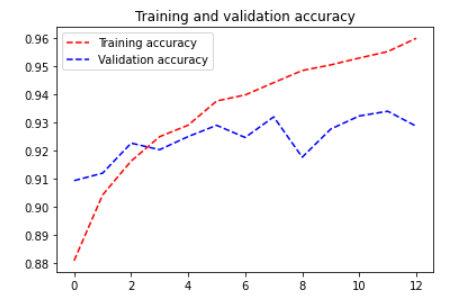 Training and validation accuracy
Training accuracy
Validation accuracy
0.96
0.95
0.94
0.93
0.92
0.91
0.90
0.89
0.88
0 2 4 6 8 10 12